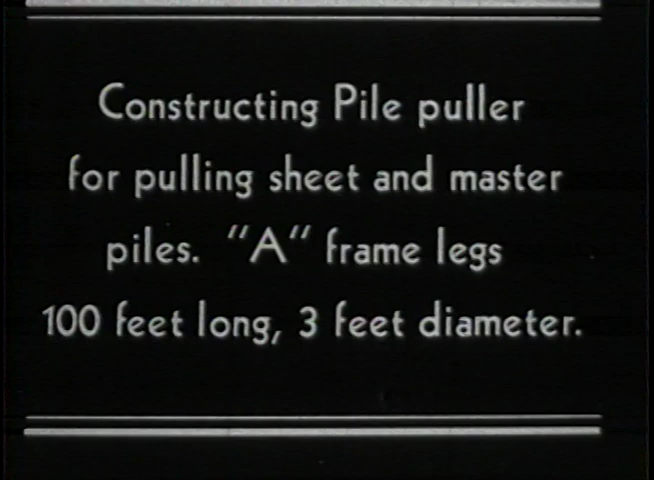 Constructing Pile puller
for pulling sheet and master
piles. "A" frame legs
100 feet long, 3 feet diameter.